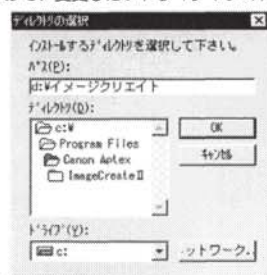 ディレクトリの選択
インストールするディレクトリを選択して下さい。
パス(P):
d:¥イメージクリエイト
ディレクトリ(D):
c:¥
Program Files
Canon Aptex
ImageCreateⅡ
OK
キャンセル
ドライブ(V):
c:
ットワーク.